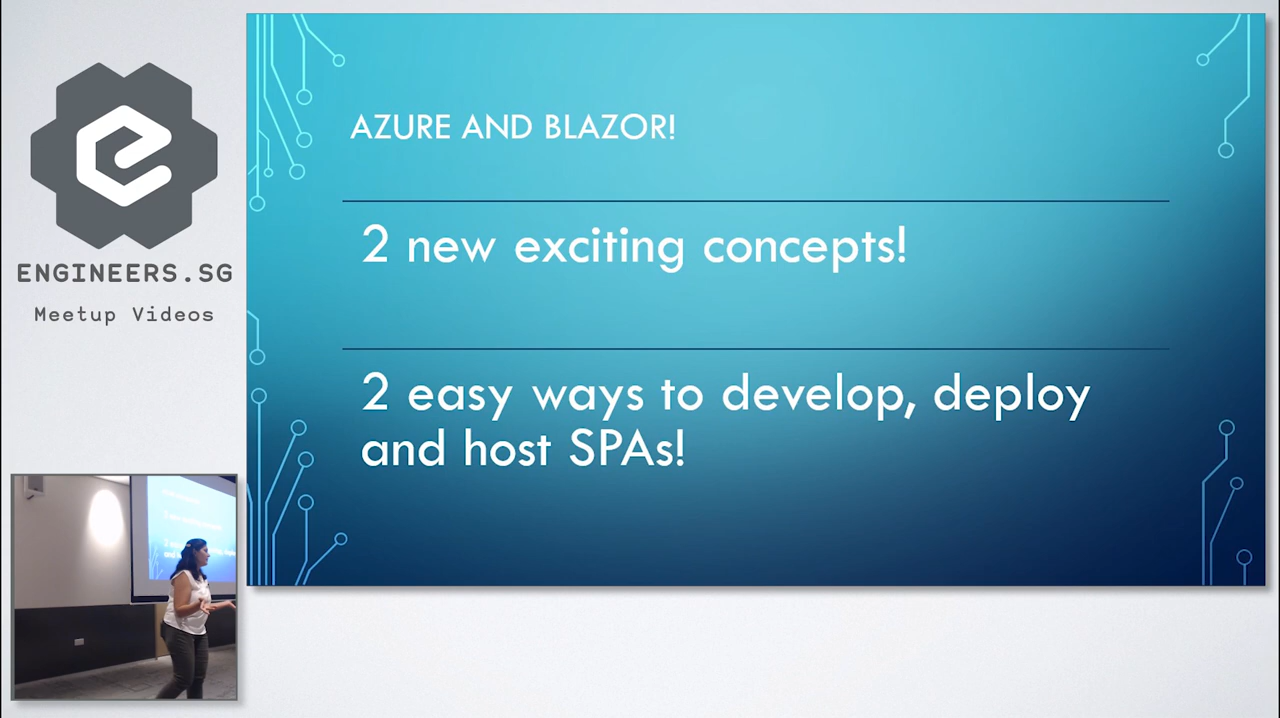 ENGINEERS.SG
Meetup Videos
AZURE AND BLAZOR!
2 new exciting concepts!
2 easy ways to develop, deploy
and host SPAs!